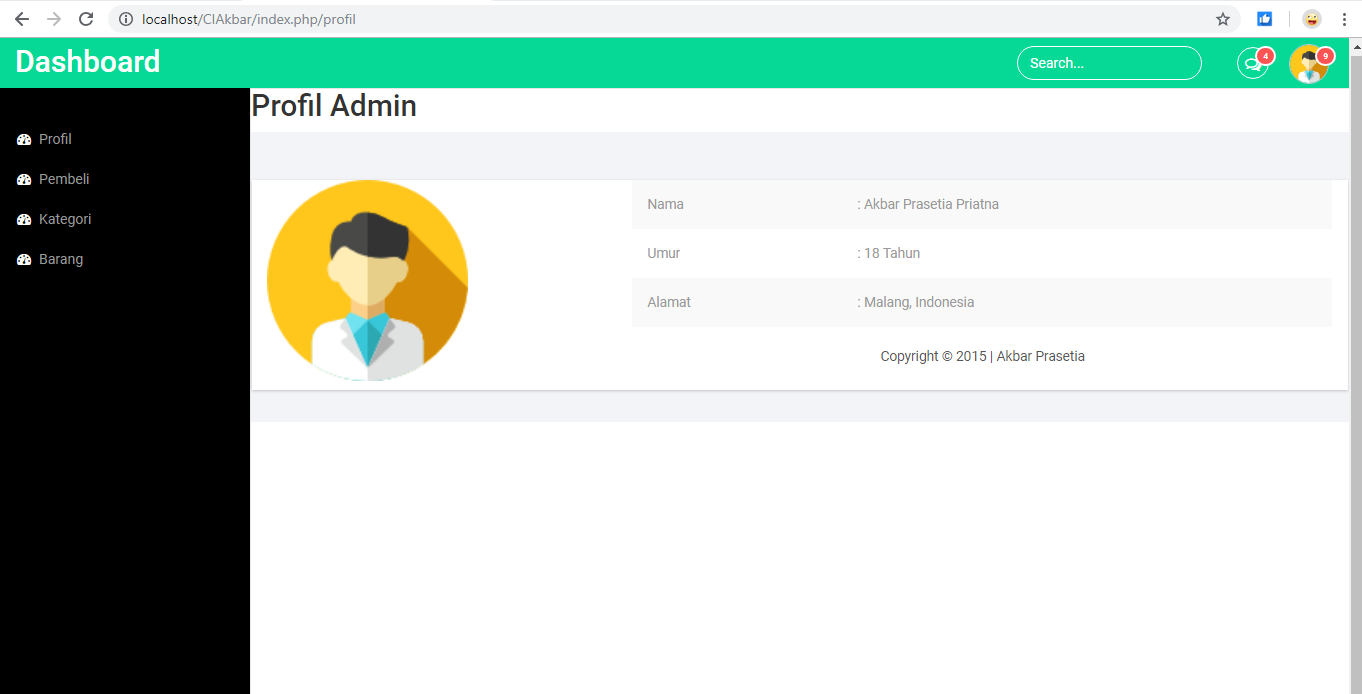 localhost/CIAkbar/index.php/profil
Dashboard
Search...
4
9
Profil Admin
Profil
Pembeli
Kategori
Barang
Nama : Akbar Prasetia Priatna
Umur : 18 Tahun
Alamat : Malang, Indonesia
Copyright © 2015 | Akbar Prasetia